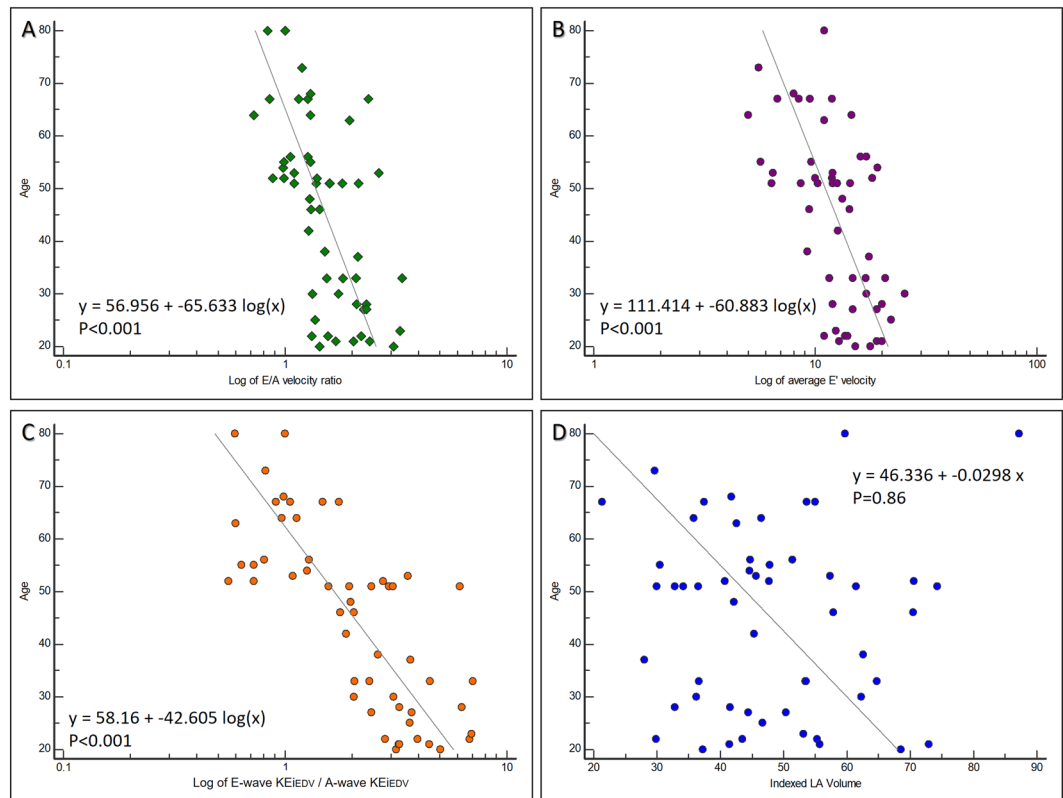 A
80
70
60
50
40
30
20
Age
y = 56.956 + -65.633 log(x)
P<0.001
0.1
1
10
Log of E/A velocity ratio
B
80
70
60
50
40
30
20
Age
y = 111.414 + -60.883 log(x)
P<0.001
1
10
100
Log of average E' velocity
C
80
70
60
50
40
30
20
Age
y = 58.16 + -42.605 log(x)
P<0.001
0.1
1
10
Log of E-wave KEiEDV / A-wave KEiEDV
D
80
70
60
50
40
30
20
Age
y = 46.336 + -0.0298 x
P=0.86
20
30
40
50
60
70
80
90
Indexed LA Volume